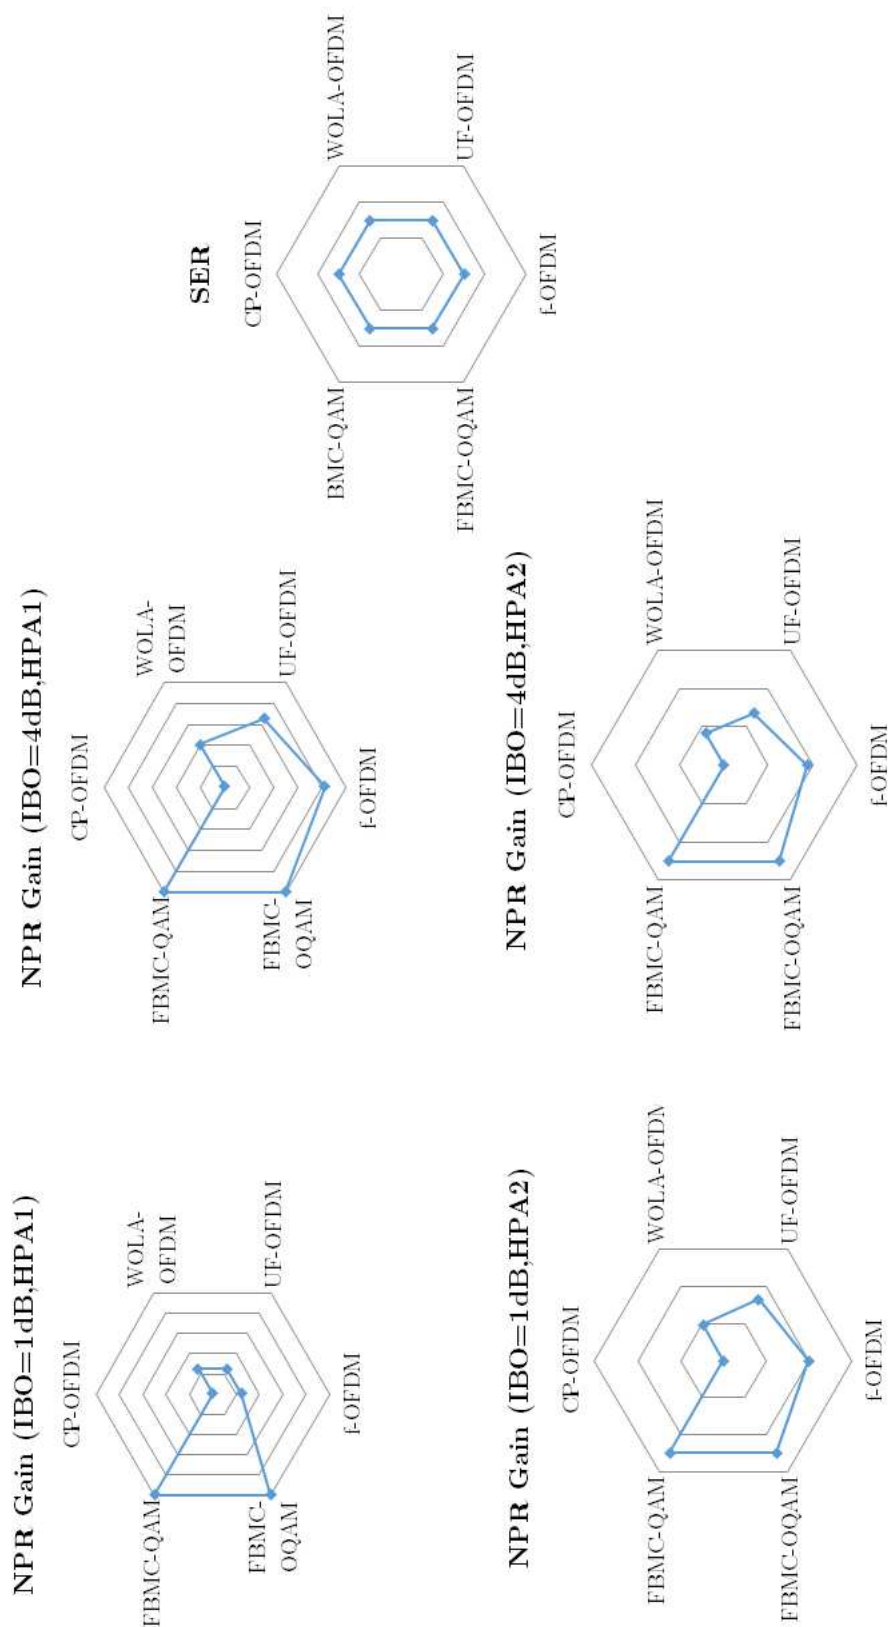 NPR Gain (IBO=1dB,HPA1)
CP-OFDM
WOLA-
OFDM
UF-OFDM
f-OFDM
FBMC-
OQAM
FBMC-QAM
NPR Gain (IBO=4dB,HPA1)
CP-OFDM
WOLA-
OFDM
UF-OFDM
f-OFDM
FBMC-
OQAM
FBMC-QAM
SER
CP-OFDM
WOLA-OFDM
UF-OFDM
f-OFDM
FBMC-OQAM
BMC-QAM
NPR Gain (IBO=1dB,HPA2)
CP-OFDM
WOLA-OFDM
UF-OFDM
f-OFDM
FBMC-OQAM
FBMC-QAM
NPR Gain (IBO=4dB,HPA2)
CP-OFDM
WOLA-OFDM
UF-OFDM
f-OFDM
FBMC-OQAM
FBMC-QAM